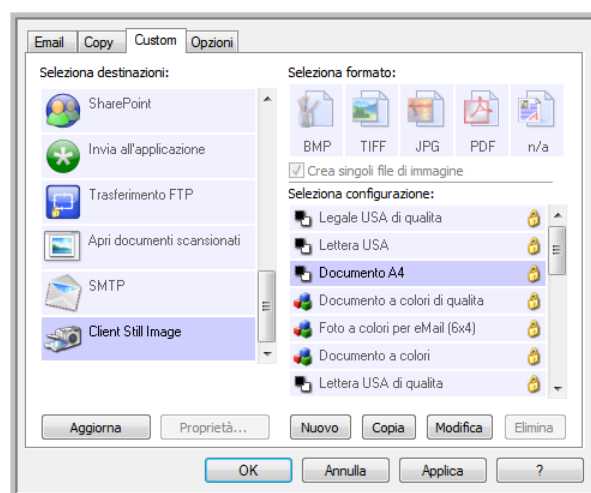 Email Copy Custom Opzioni
Seleziona destinazioni:
SharePoint
Invia all'applicazione
Trasferimento FTP
Apri documenti scansionati
SMTP
Client Still Image
Aggiorna Proprietà...
Seleziona formato:
BMP TIFF JPG PDF n/a
Crea singoli file di immagine
Seleziona configurazione:
Legale USA di qualita
Lettera USA
Documento A4
Documento a colori di qualita
Foto a colori per eMail (6x4)
Documento a colori
Lettera USA di qualita
Nuovo Copia Modifica Elimina
OK Annulla Applica ?